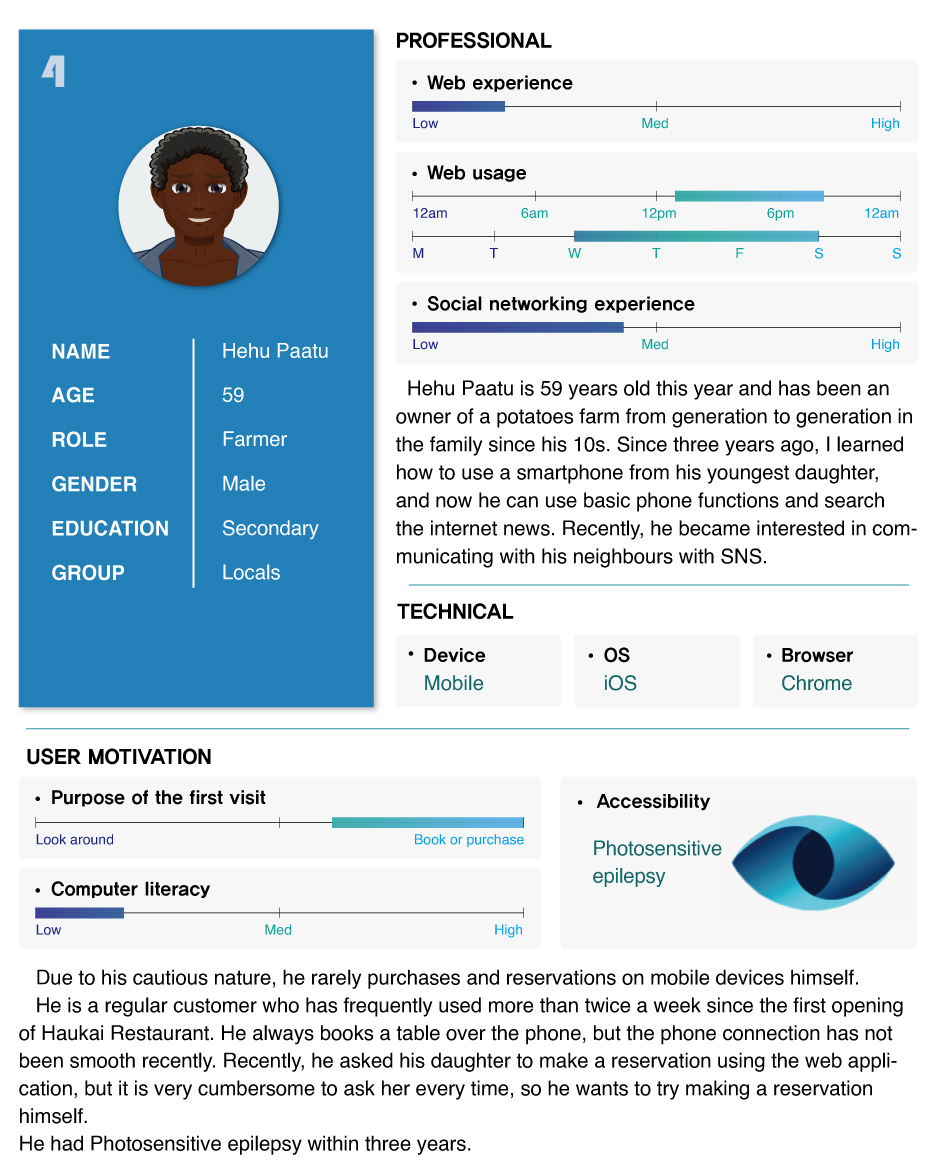 4
NAME Hehu Paatu
AGE 59
ROLE Farmer
GENDER Male
EDUCATION Secondary
GROUP Locals
PROFESSIONAL
• Web experience
Low Med High
• Web usage
12am 6am 12pm 6pm 12am
M T W T F S S
• Social networking experience
Low Med High
Hehu Paatu is 59 years old this year and has been an
owner of a potatoes farm from generation to generation in
the family since his 10s. Since three years ago, I learned
how to use a smartphone from his youngest daughter,
and now he can use basic phone functions and search
the internet news. Recently, he became interested in com-
municating with his neighbours with SNS.
TECHNICAL
• Device
Mobile
• OS
iOS
• Browser
Chrome
USER MOTIVATION
• Purpose of the first visit
Look around Book or purchase
• Computer literacy
Low Med High
• Accessibility
Photosensitive
epilepsy
Due to his cautious nature, he rarely purchases and reservations on mobile devices himself.
He is a regular customer who has frequently used more than twice a week since the first opening
of Haukai Restaurant. He always books a table over the phone, but the phone connection has not
been smooth recently. Recently, he asked his daughter to make a reservation using the web appli-
cation, but it is very cumbersome to ask her every time, so he wants to try making a reservation
himself.
He had Photosensitive epilepsy within three years.